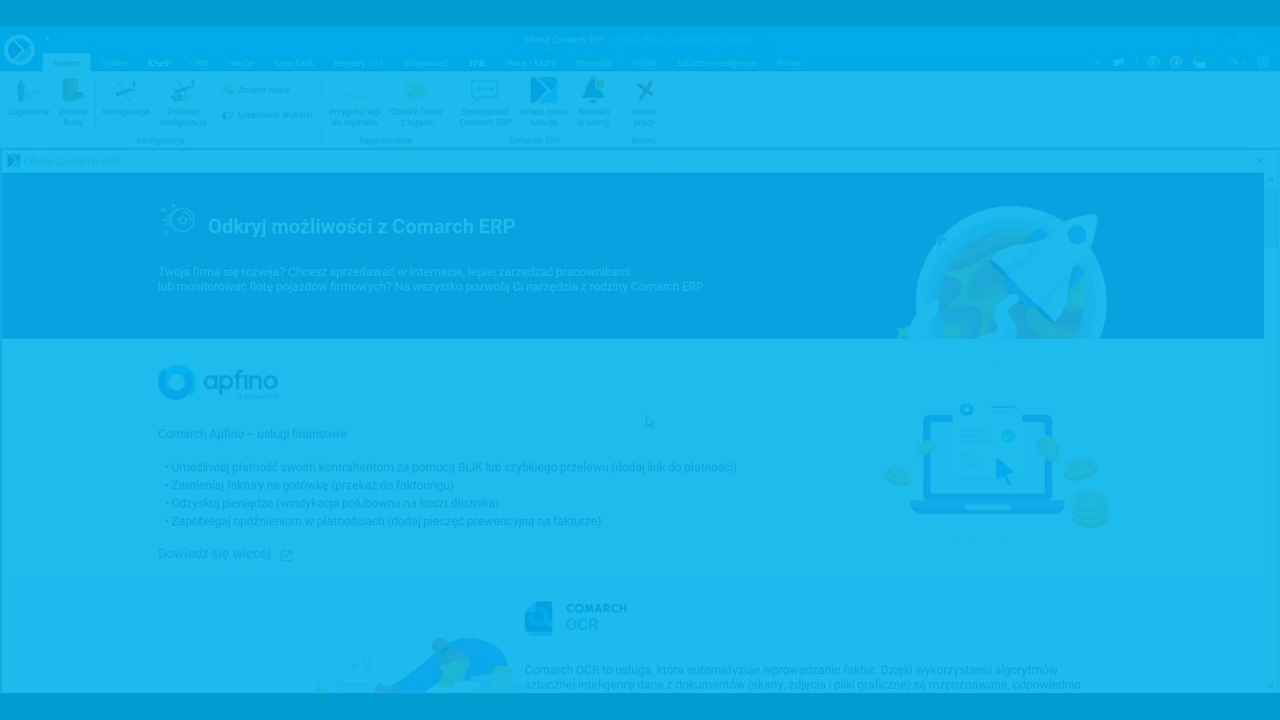 Oferta Comarch ERP
System Ogólne KSeF CRM Handel Kasa/Bank Rejestry VAT Księgowość JPK Płace i Kadry Narzędzia Widok Sztuczna inteligencja Pomoc
Logowanie
Zmiana
firmy
Konfiguracja
Odśwież
konfigurację
Zmiana hasła
Ustawienie drukarki
Przygotuj logi
do wysłania
Otwórz folder
z logami
Społeczność
Comarch ERP
Włącz nowe
funkcje
Nowości
w wersji
Koniec
pracy
Konfiguracja
Raportowanie
Comarch ERP
Koniec
Oferta Comarch ERP
Odkryj możliwości z Comarch ERP
Twoja firma się rozwija? Chcesz sprzedawać w Internecie, lepiej zarządzać pracownikami
lub monitorować flotę pojazdów firmowych? Na wszystko pozwolą Ci narzędzia z rodziny Comarch ERP.
apfino
by COMARCH
Comarch Apfino – usługi finansowe
• Umożliwiaj płatność swoim kontrahentom za pomocą BLIK lub szybkiego przelewu (dodaj link do płatności)
• Zamieniaj faktury na gotówkę (przekaż do faktoringu)
• Odzyskuj pieniądze (windykacja polubowna na koszt dłużnika)
• Zapobiegaj opóźnieniom w płatnościach (dodaj pieczęć prewencyjną na fakturze)
Dowiedz się więcej
COMARCH
OCR
Comarch OCR to usługa, która automatyzuje wprowadzanie faktur. Dzięki wykorzystaniu algorytmów
sztucznej inteligencji dane z dokumentów (skany, zdjęcia i pliki graficzne) są rozpoznawane, odpowiednio